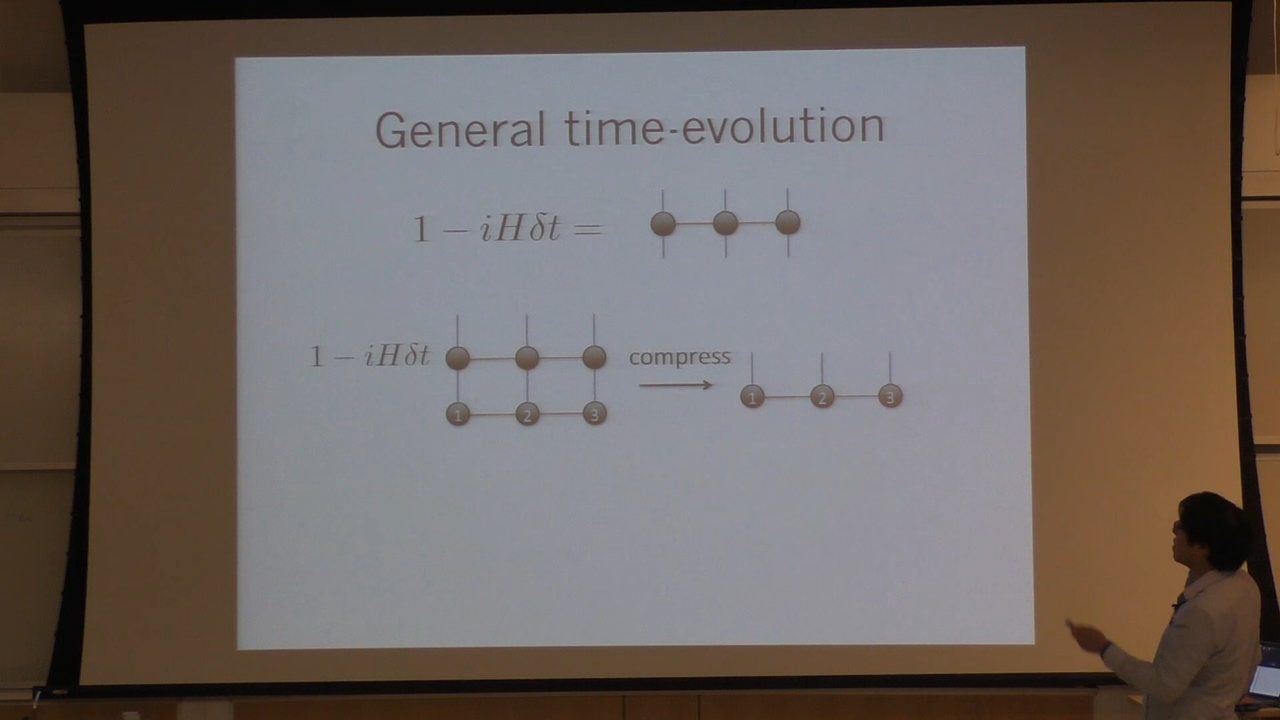 General time-evolution
1 − iHδt =
1 − iHδt
compress
1 2 3
1 2 3